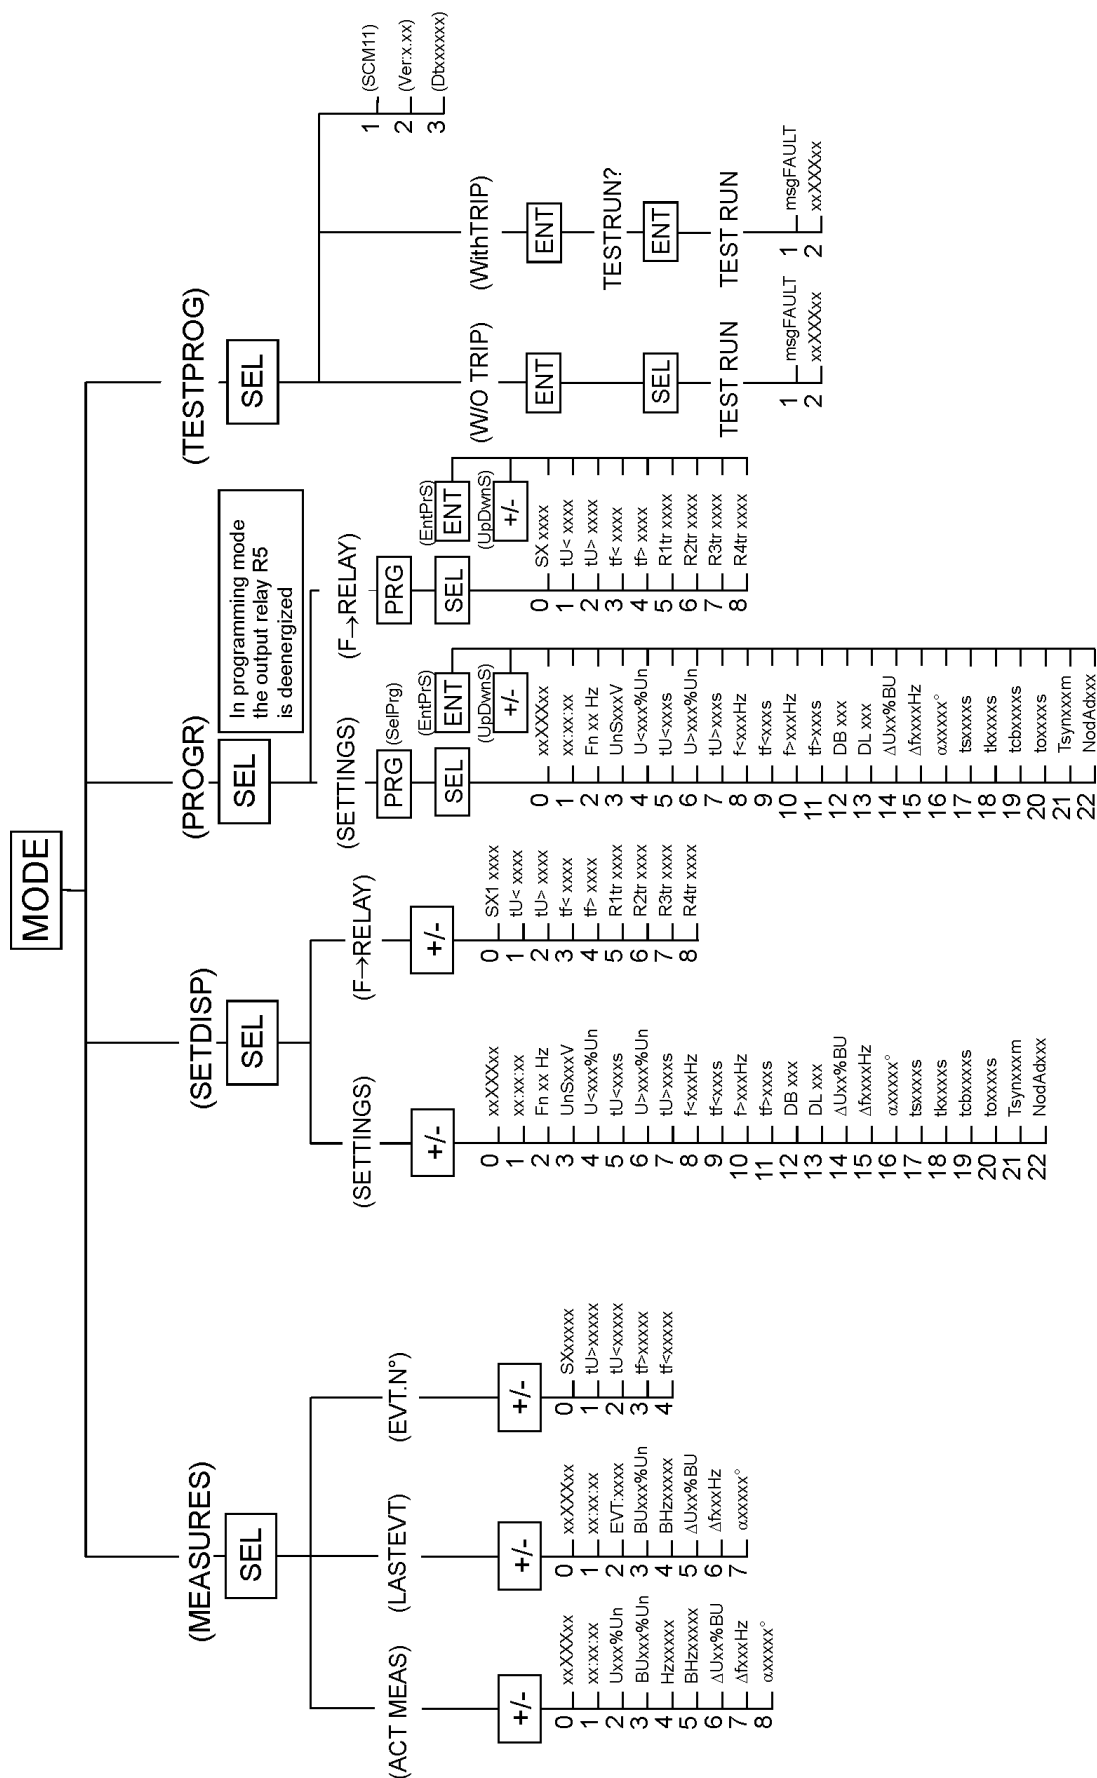 MODE
(MEASURES)
SEL
(ACT MEAS)
+/-
0 xxXXXxx
1 xx:xx:xx
2 Uxxx%Un
3 BUxxx%Un
4 Hzxxxxx
5 BHzxxxxx
6 ΔUxx%BU
7 ΔfxxxHz
8 αxxxxx°
(LASTEVT)
+/-
0 xxXXXxx
1 xx:xx:xx
2 EVT:xxxx
3 BUxxx%Un
4 BHzxxxxx
5 ΔUxx%BU
6 ΔfxxxHz
7 αxxxxx°
(EVT.N°)
+/-
0 SXxxxxx
1 tU>xxxxx
2 tU<xxxxx
3 tf>xxxxx
4 tf<xxxxx
(SETDISP)
SEL
(SETTINGS)
+/-
0 xxXXXxx
1 xx:xx:xx
2 Fn xx Hz
3 UnSxxxV
4 U<xxx%Un
5 tU<xxxs
6 U>xxx%Un
7 tU>xxxs
8 f<xxxHz
9 tf<xxxs
10 f>xxxHz
11 tf>xxxs
12 DB xxx
13 DL xxx
14 ΔUxx%BU
15 ΔfxxxxHz
16 αxxxxx°
17 tsxxxxs
18 tkxxxxs
19 tcbxxxxs
20 toxxxxs
21 Tsynxxxm
22 NodAdxxx
(F→RELAY)
+/-
0 SX1 xxxx
1 tU< xxxx
2 tU> xxxx
3 tf< xxxx
4 tf> xxxx
5 R1tr xxxx
6 R2tr xxxx
7 R3tr xxxx
8 R4tr xxxx
(PROGR)
SEL
In programming mode
the output relay R5
is deenergized
(SETTINGS)
PRG (SelPrg)
SEL
(EntPrS)
ENT
(UpDwnS)
+/-
0 xxXXXxx
1 xx:xx:xx
2 Fn xx Hz
3 UnSxxxV
4 U<xxx%Un
5 tU<xxxs
6 U>xxx%Un
7 tU>xxxs
8 f<xxxHz
9 tf<xxxs
10 f>xxxHz
11 tf>xxxs
12 DB xxx
13 DL xxx
14 ΔUxx%BU
15 ΔfxxxxHz
16 αxxxxx°
17 tsxxxxs
18 tkxxxxs
19 tcbxxxxs
20 toxxxxs
21 Tsynxxxm
22 NodAdxxx
(F→RELAY)
PRG
SEL
(EntPrS)
ENT
(UpDwnS)
+/-
0 SX xxxx
1 tU< xxxx
2 tU> xxxx
3 tf< xxxx
4 tf> xxxx
5 R1tr xxxx
6 R2tr xxxx
7 R3tr xxxx
8 R4tr xxxx
(TESTPROG)
SEL
(W/O TRIP)
ENT
SEL
TEST RUN
1 msgFAULT
2 xxXXXxx
(WithTRIP)
ENT
TESTRUN?
ENT
TEST RUN
1 msgFAULT
2 xxXXXxx
1 (SCM11)
2 (Ver:x.xx)
3 (Dtxxxxxx)